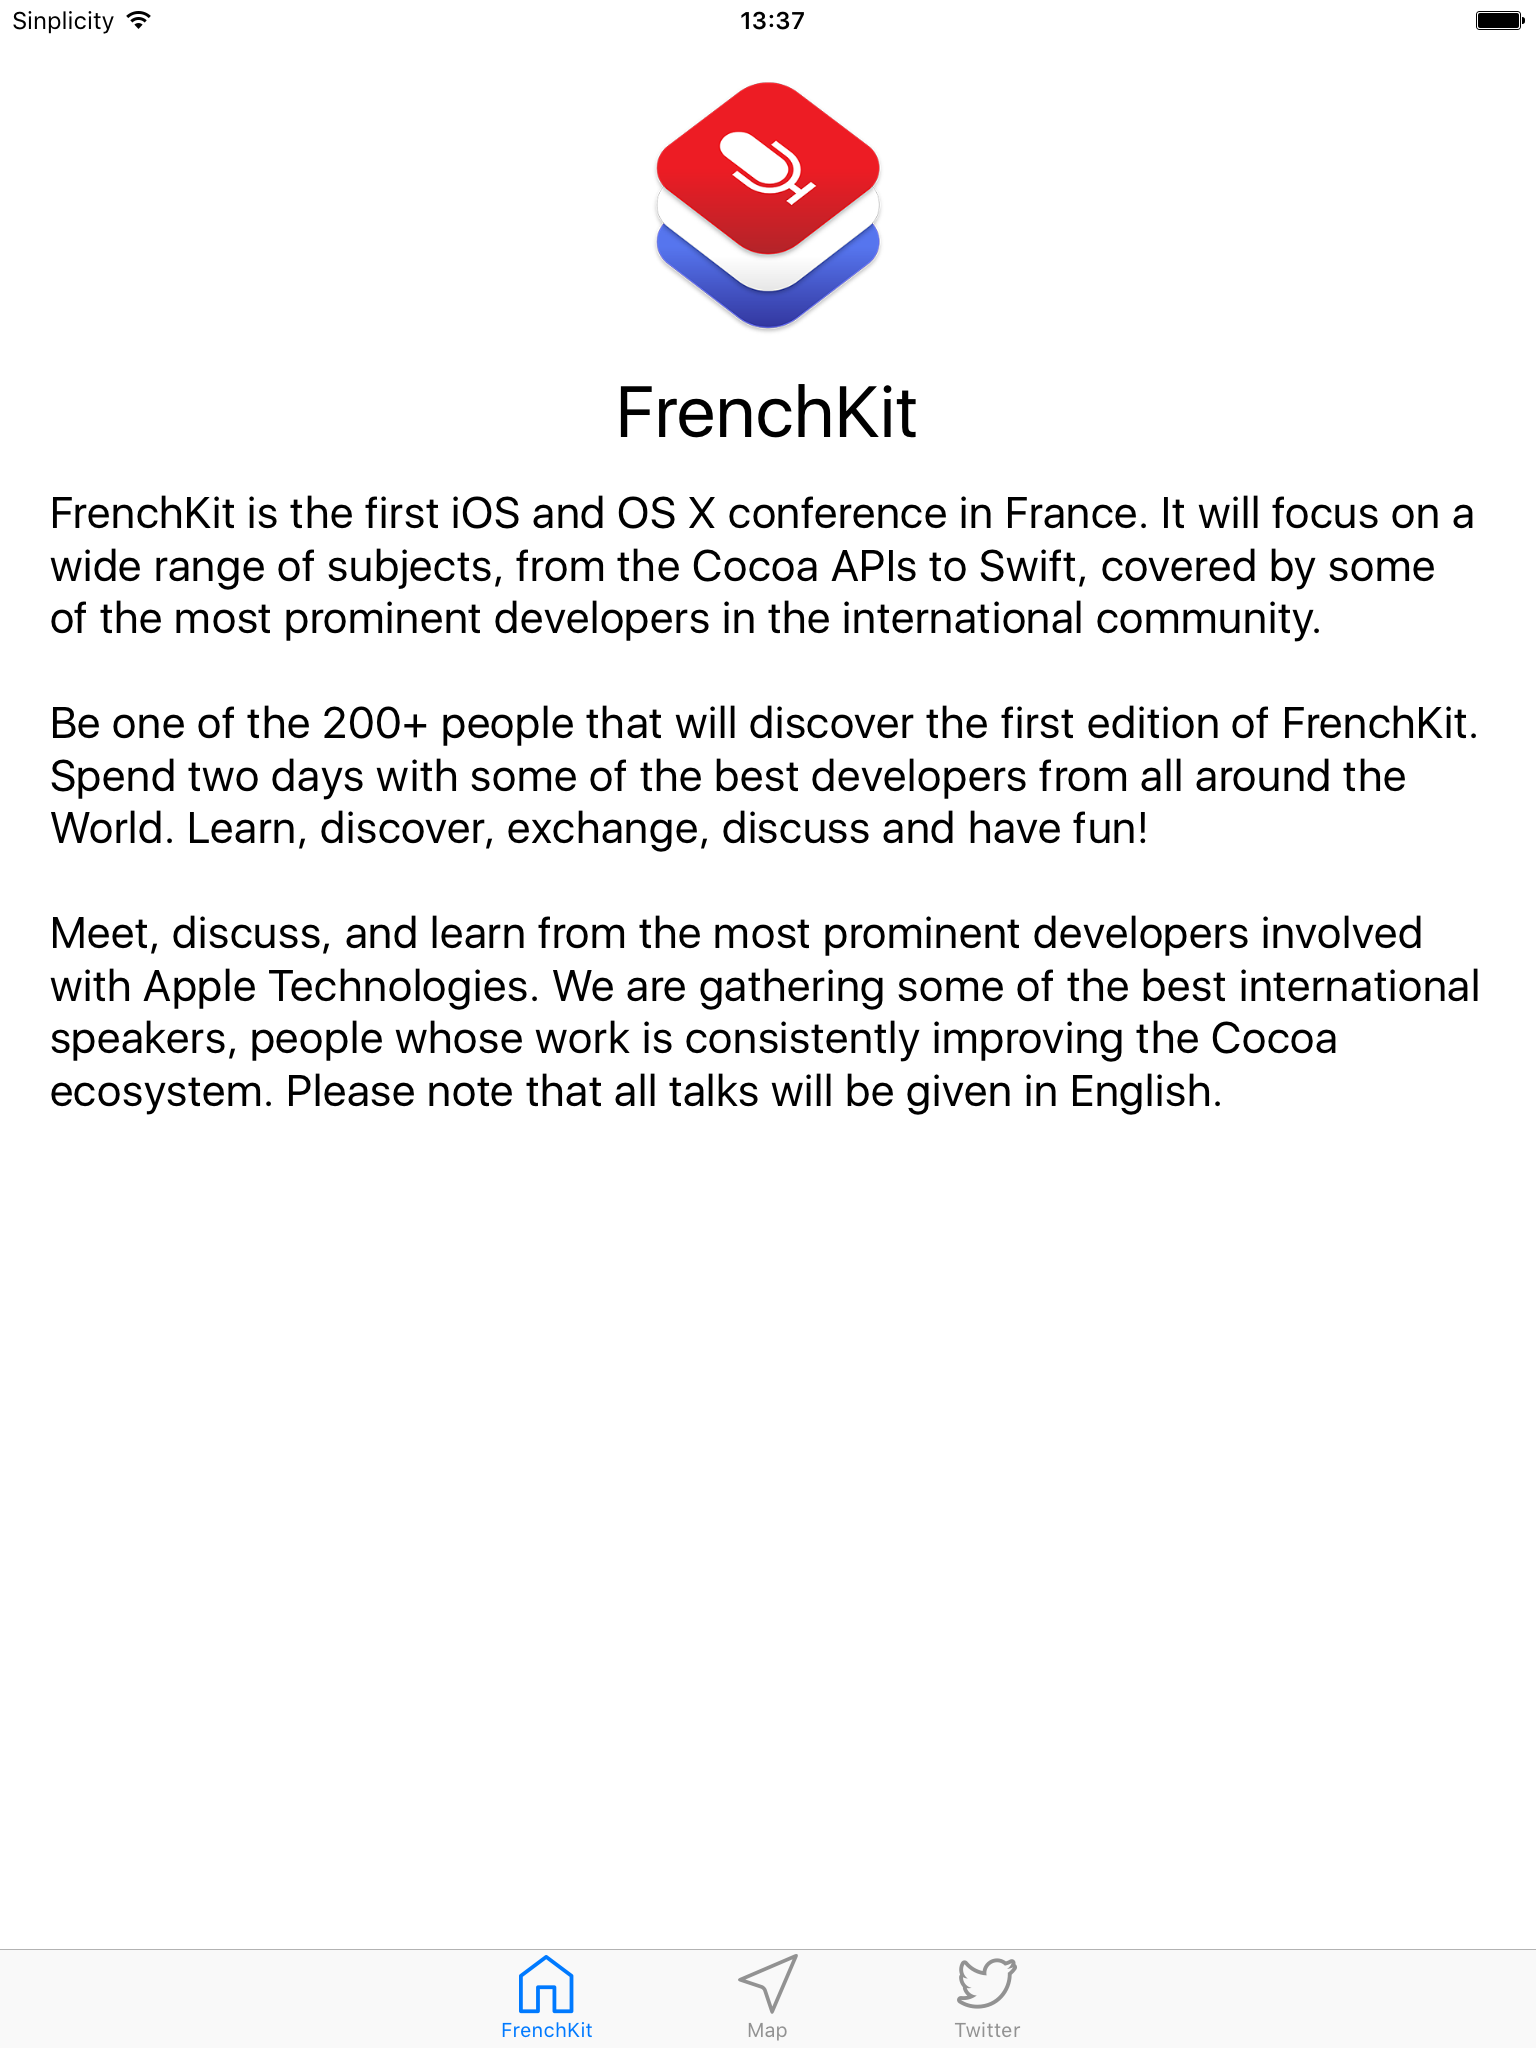 Sinplicity
13:37
FrenchKit
FrenchKit is the first iOS and OS X conference in France. It will focus on a
wide range of subjects, from the Cocoa APIs to Swift, covered by some
of the most prominent developers in the international community.
Be one of the 200+ people that will discover the first edition of FrenchKit.
Spend two days with some of the best developers from all around the
World. Learn, discover, exchange, discuss and have fun!
Meet, discuss, and learn from the most prominent developers involved
with Apple Technologies. We are gathering some of the best international
speakers, people whose work is consistently improving the Cocoa
ecosystem. Please note that all talks will be given in English.
FrenchKit
Map
Twitter